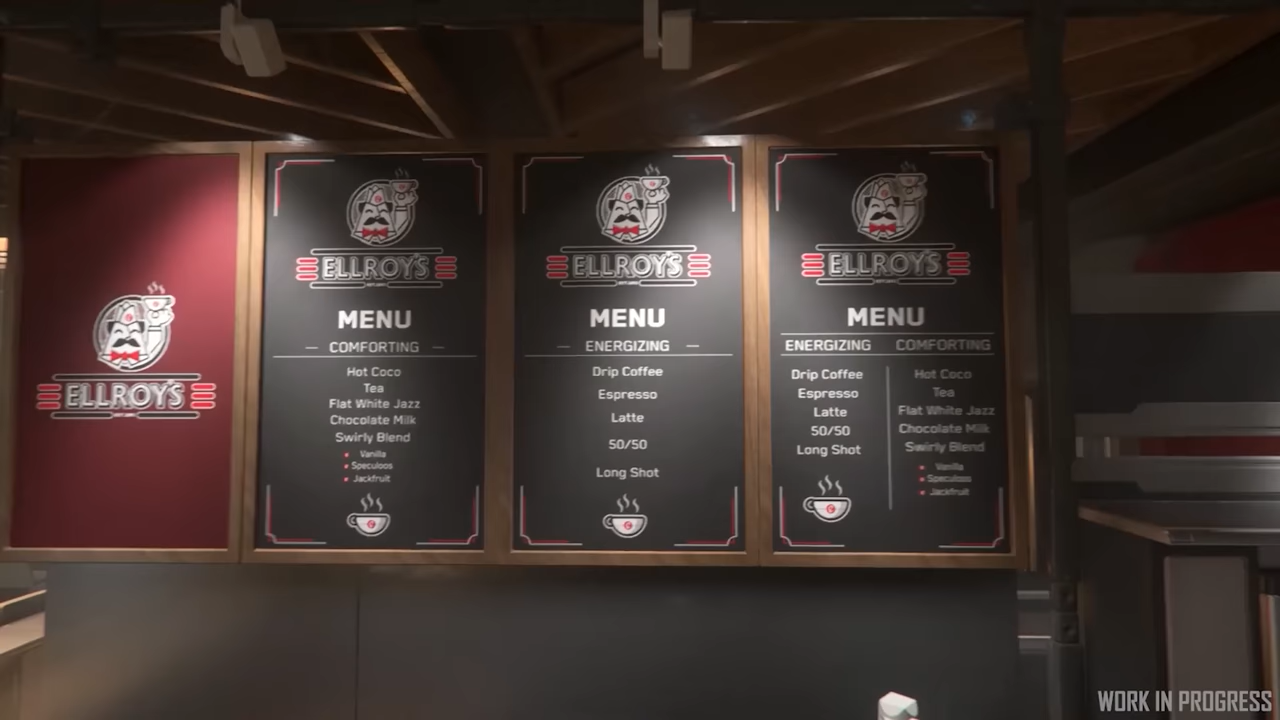 ELLROY'S
ELLROY'S
MENU
COMFORTING
Hot Coco
Tea
Flat White Jazz
Chocolate Milk
Swirly Blend
Vanilla
Speculoos
Jackfruit
ELLROY'S
MENU
ENERGIZING
Drip Coffee
Espresso
Latte
50/50
Long Shot
ELLROY'S
MENU
ENERGIZING
Drip Coffee
Espresso
Latte
50/50
Long Shot
COMFORTING
Hot Coco
Tea
Flat White Jazz
Chocolate Milk
Swirly Blend
Vanilla
Speculoos
Jackfruit
WORK IN PROGRESS